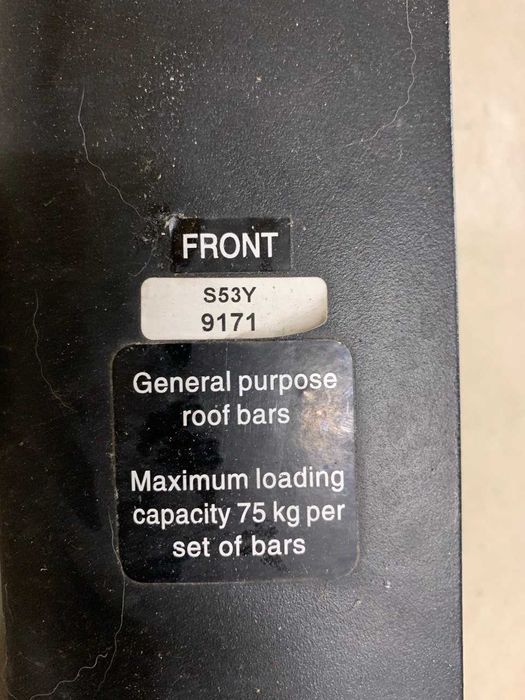 FRONT
S53Y
9171
General purpose
roof bars
Maximum loading
capacity 75 kg per
set of bars